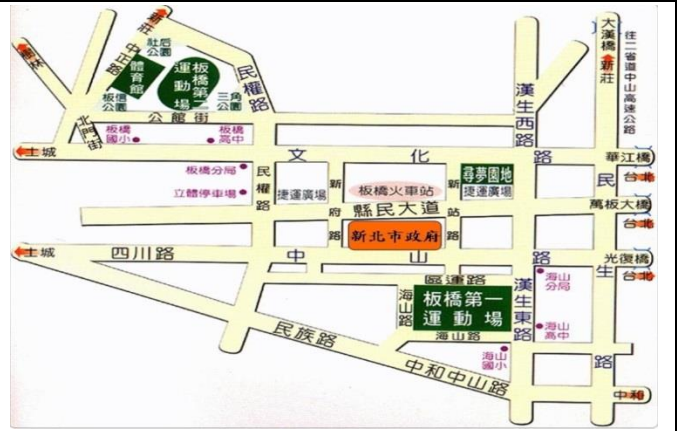 新莊
樹林
中正路
社后
公園
體育館
板橋第二
運動場
板信
公園
三角
公園
民權路
公館街
北門街
板橋
國小
板橋
高中
漢生西路
大漢橋
新莊
往二省道中山高速公路
土城
文化路
華江橋
台北
板橋分局
立體停車場
民權路
捷運廣場
新府路
板橋火車站
新站路
尋夢園地
捷運廣場
民生路
萬板大橋
台北
縣民大道
新北市政府
土城
四川路
中山路
光復橋
台北
區運路
海山路
板橋第一
運動場
漢生東路
海山
分局
海山
高中
海山路
海山
國小
民族路
中和中山路
中和